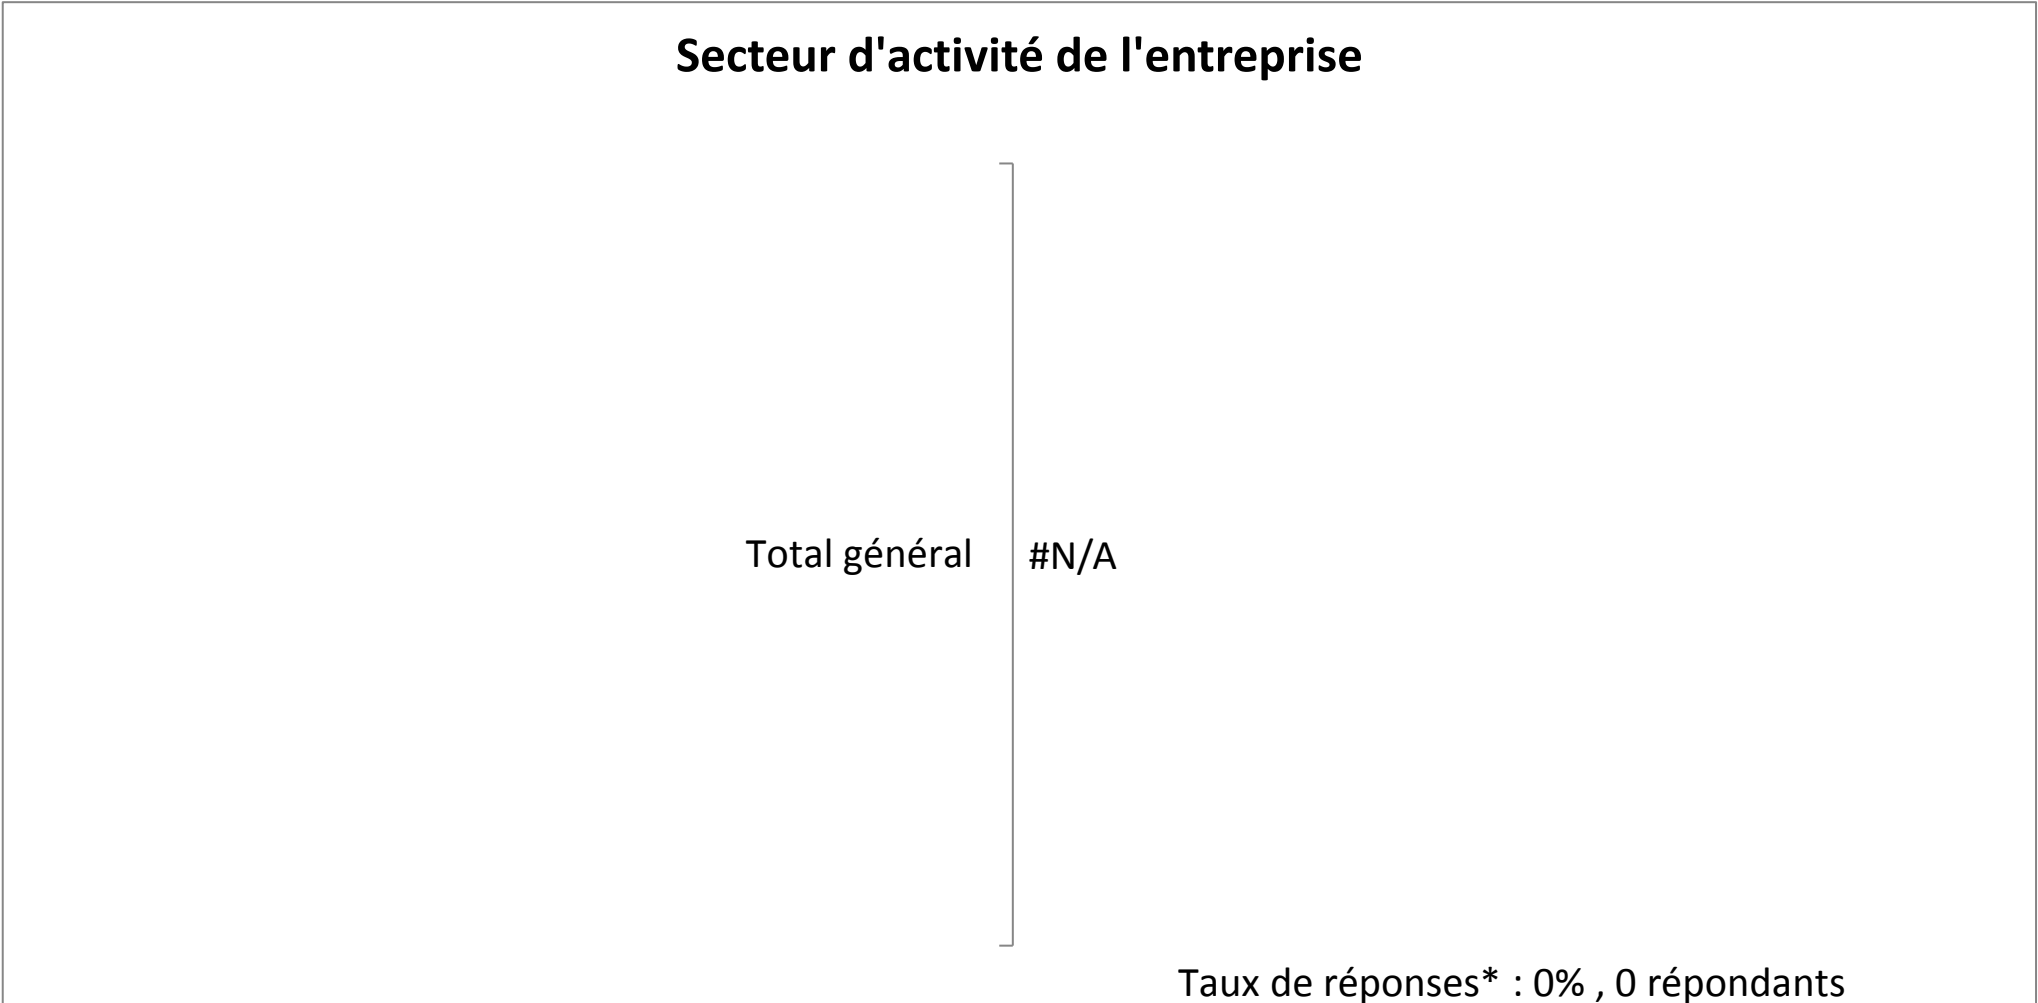 Secteur d'activité de l'entreprise
Total général #N/A
Taux de réponses* : 0% , 0 répondants